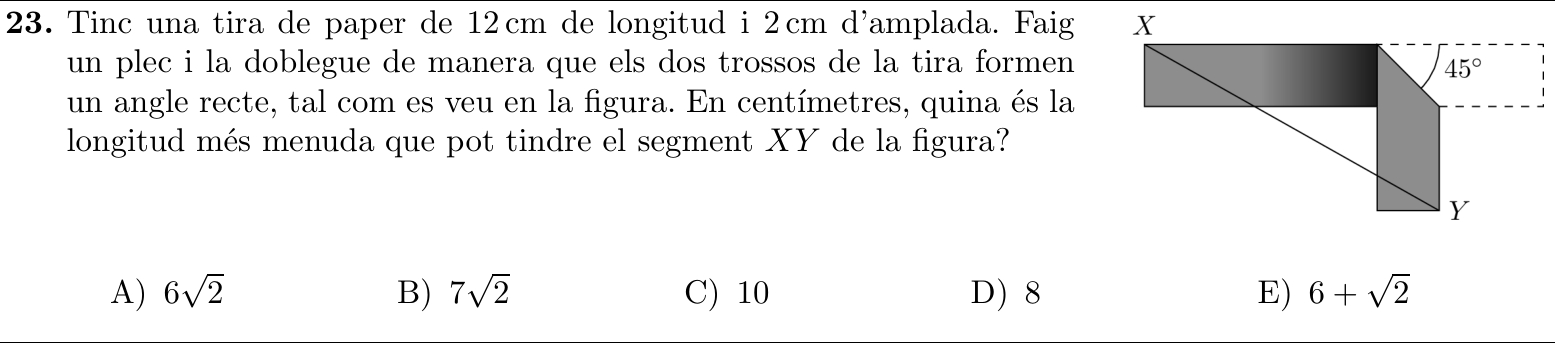 23. Tinc una tira de paper de 12 cm de longitud i 2 cm d'amplada. Faig
un plec i la doblegue de manera que els dos trossos de la tira formen
un angle recte, tal com es veu en la figura. En centímetres, quina és la
longitud més menuda que pot tindre el segment XY de la figura?
X
45°
Y
A) 6√2 B) 7√2 C) 10 D) 8 E) 6 + √2